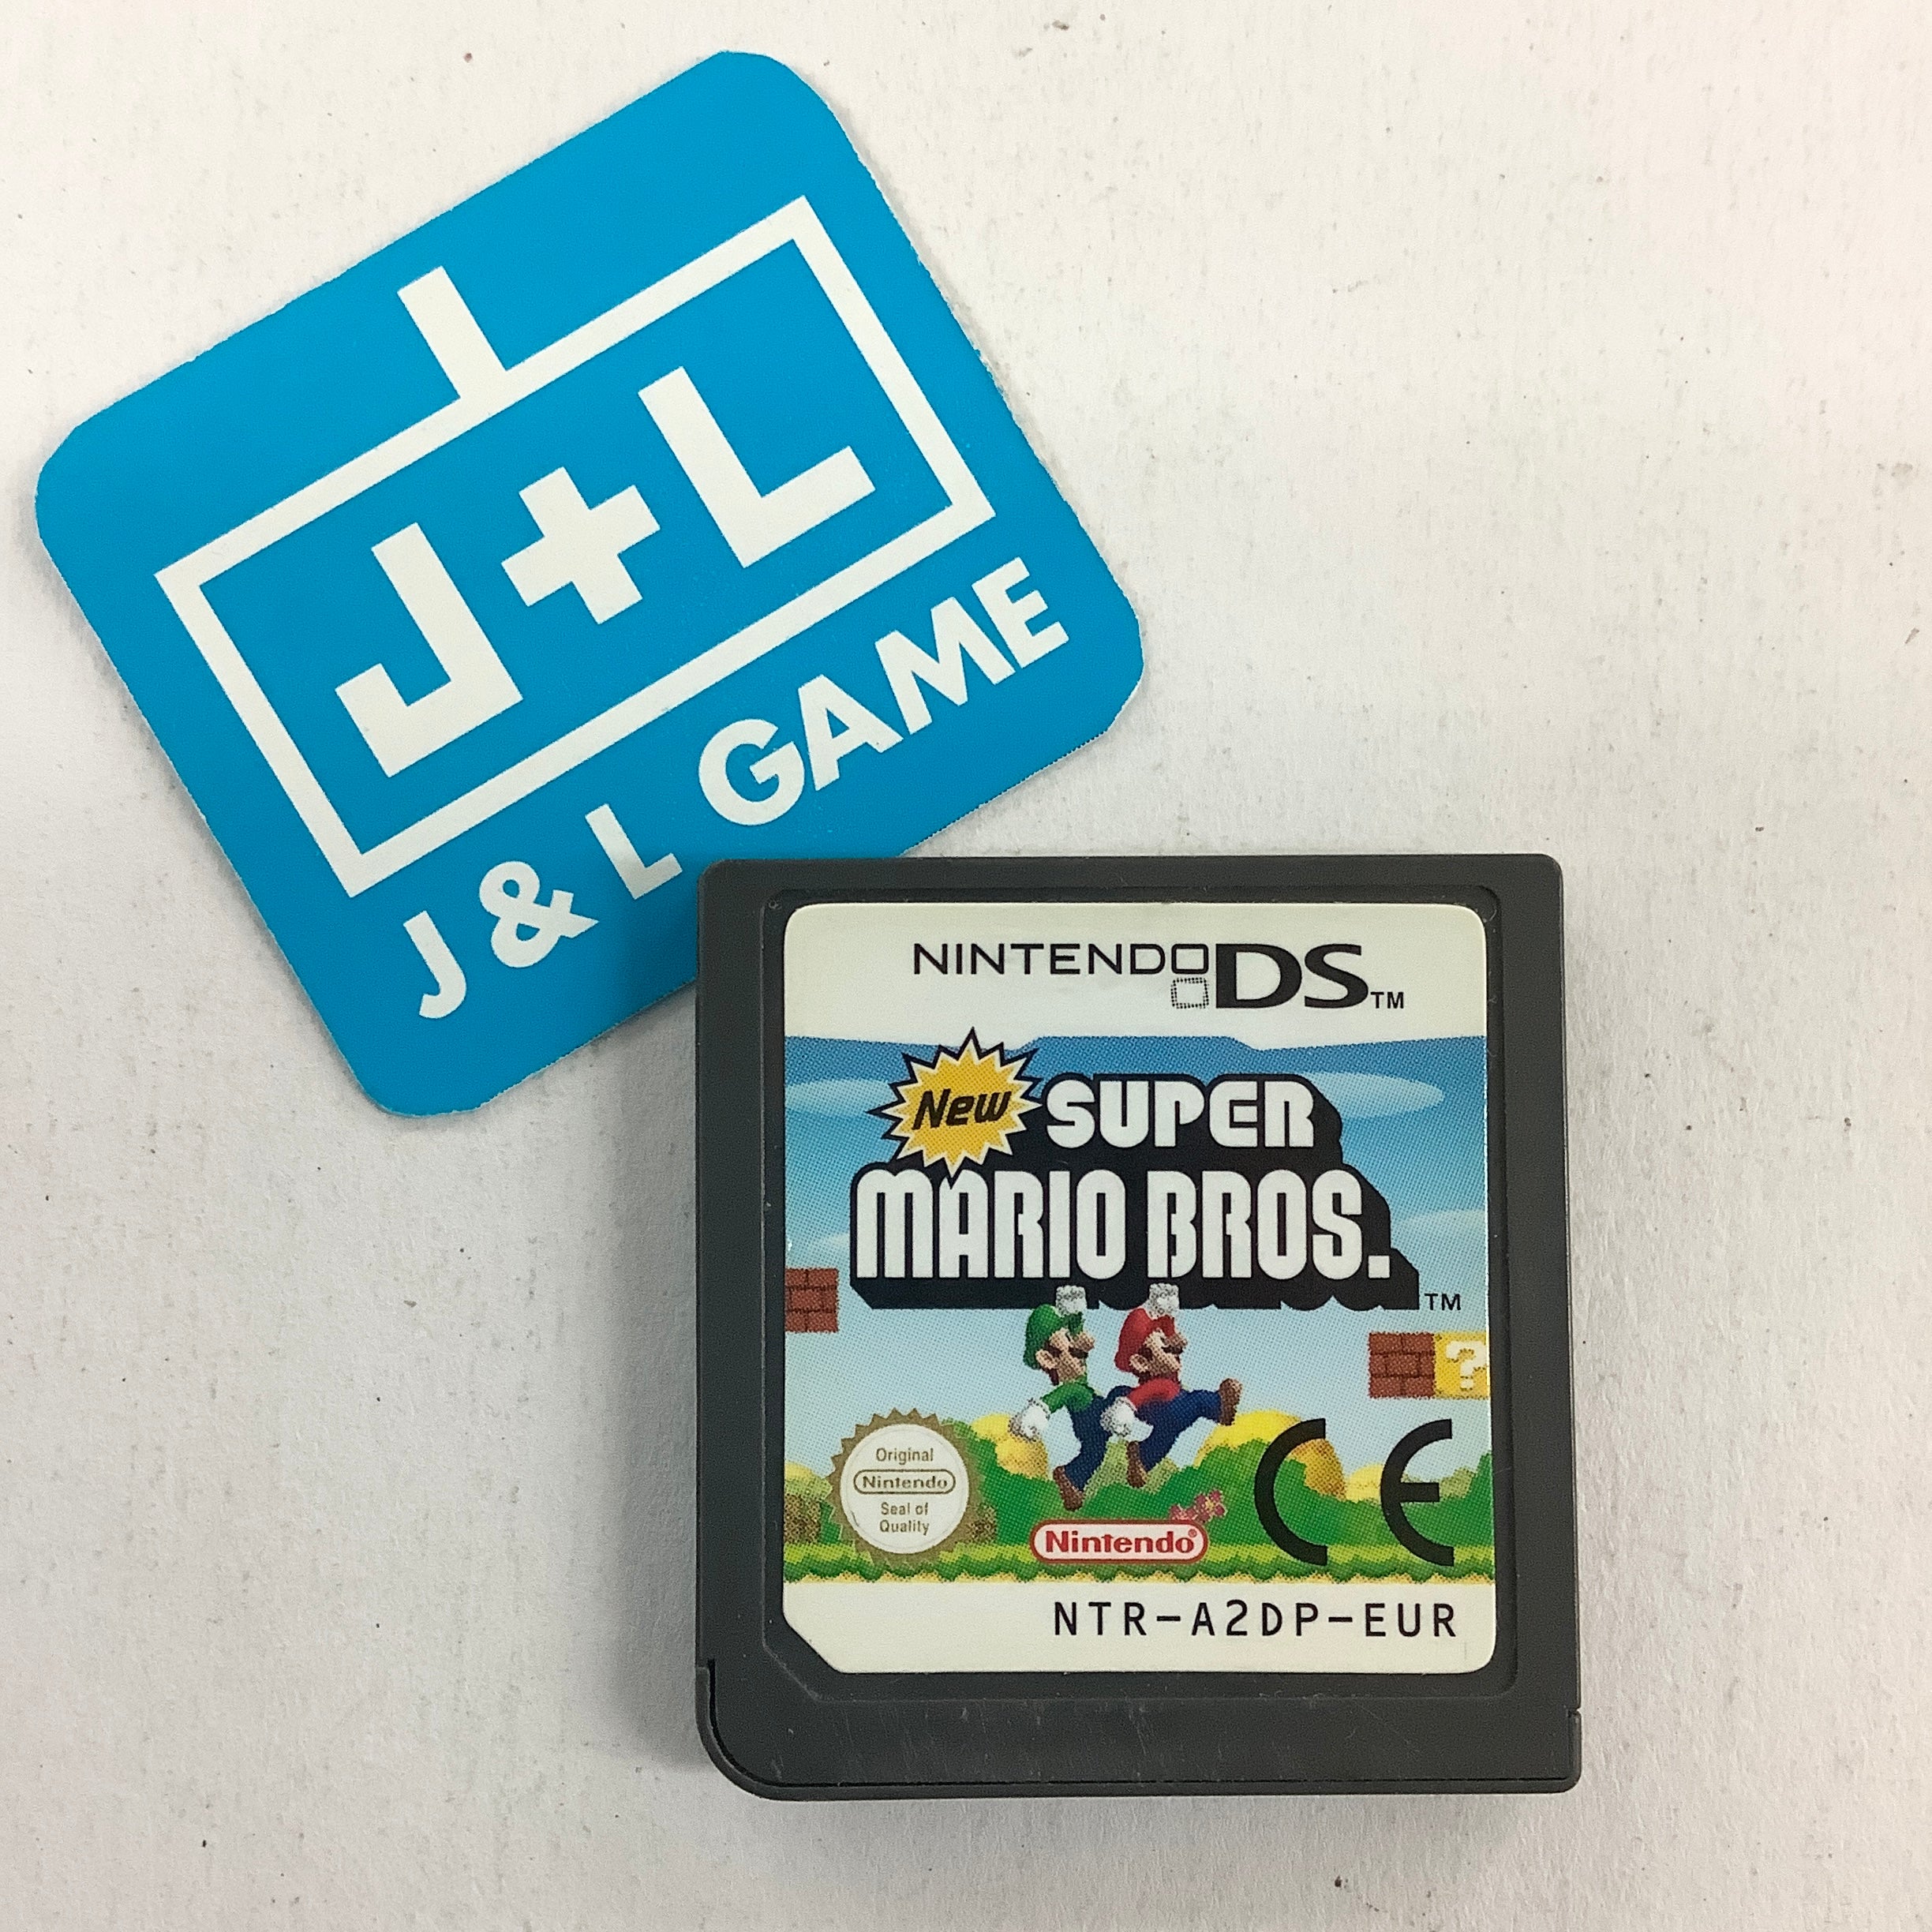 J+L
J & L GAME
NINTENDO DS™
New SUPER
MARIO BROS.™
?
Original
Nintendo
Seal of
Quality
Nintendo®
CE
NTR-A2DP-EUR